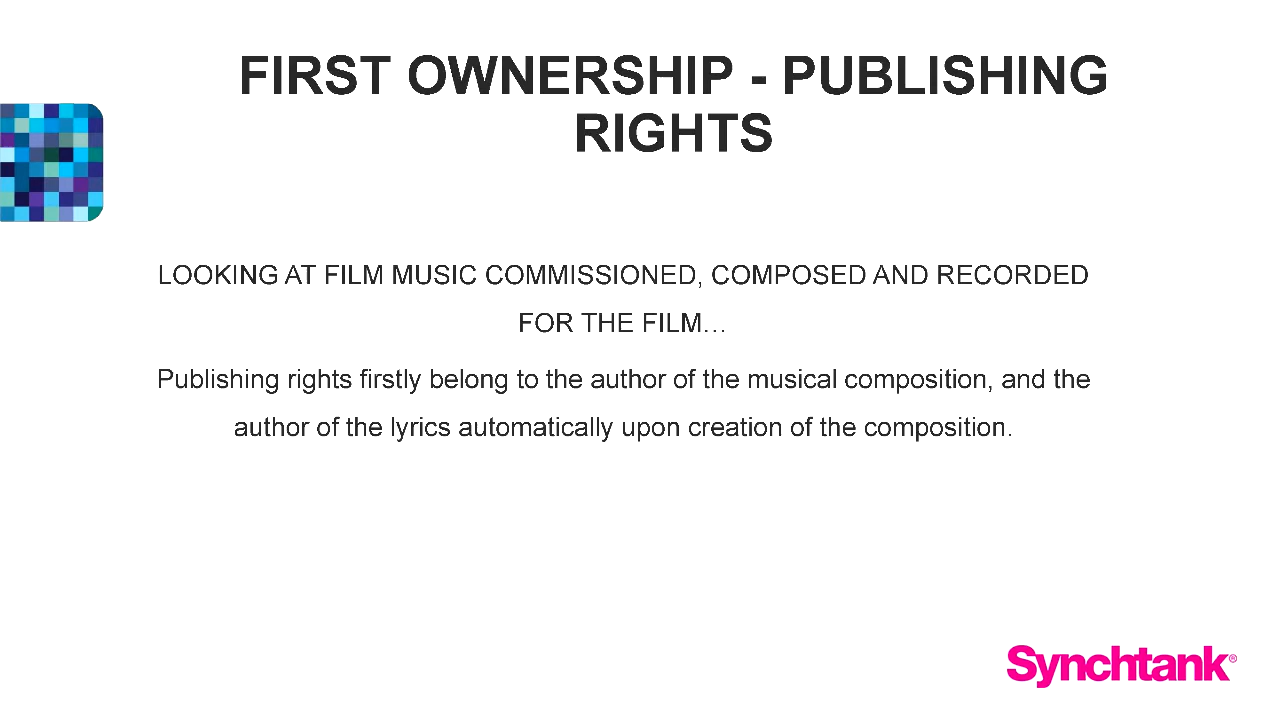 FIRST OWNERSHIP - PUBLISHING
RIGHTS
LOOKING AT FILM MUSIC COMMISSIONED, COMPOSED AND RECORDED
FOR THE FILM…
Publishing rights firstly belong to the author of the musical composition, and the
author of the lyrics automatically upon creation of the composition.
Synchtank®